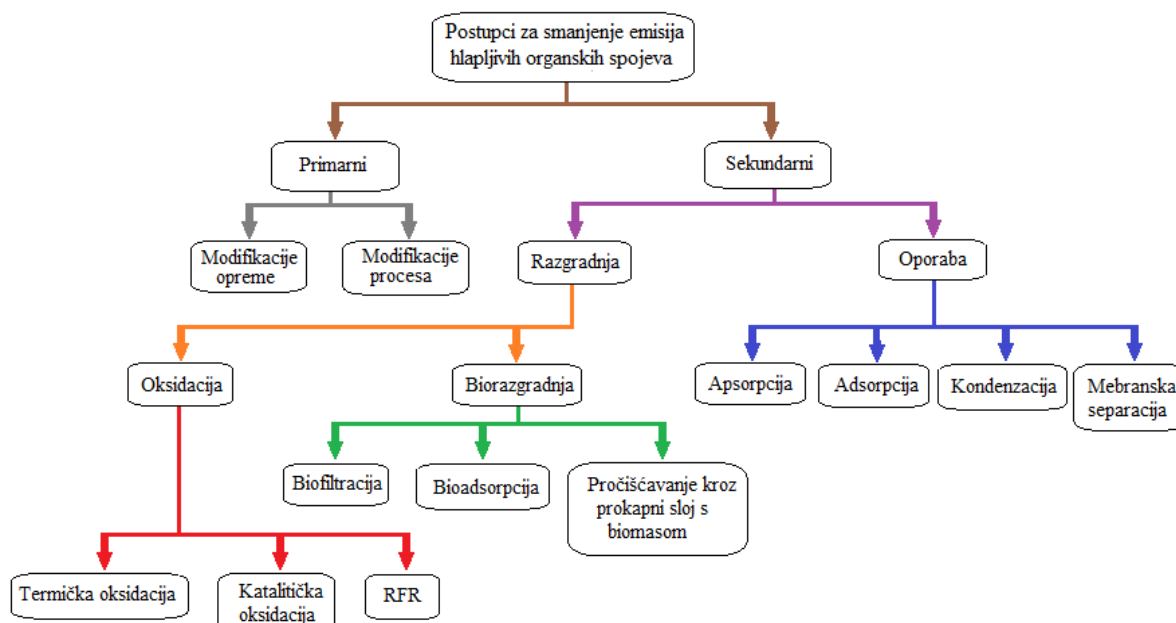 Postupci za smanjenje emisija
hlapljivih organskih spojeva
Primarni
Sekundarni
Modifikacije
opreme
Modifikacije
procesa
Razgradnja
Oporaba
Oksidacija
Biorazgradnja
Apsorpcija
Adsorpcija
Kondenzacija
Mebranska
separacija
Biofiltracija
Bioadsorpcija
Pročišćavanje kroz
prokapni sloj s
biomasom
Termička oksidacija
Katalitička
oksidacija
RFR